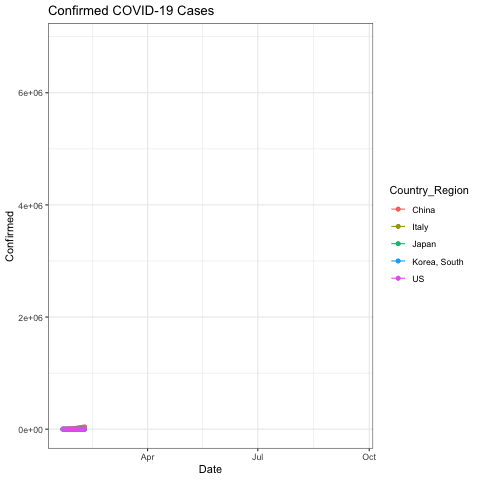 Confirmed COVID-19 Cases
6e+06
4e+06
2e+06
0e+00
Confirmed
Apr
Jul
Oct
Date
Country_Region
China
Italy
Japan
Korea, South
US